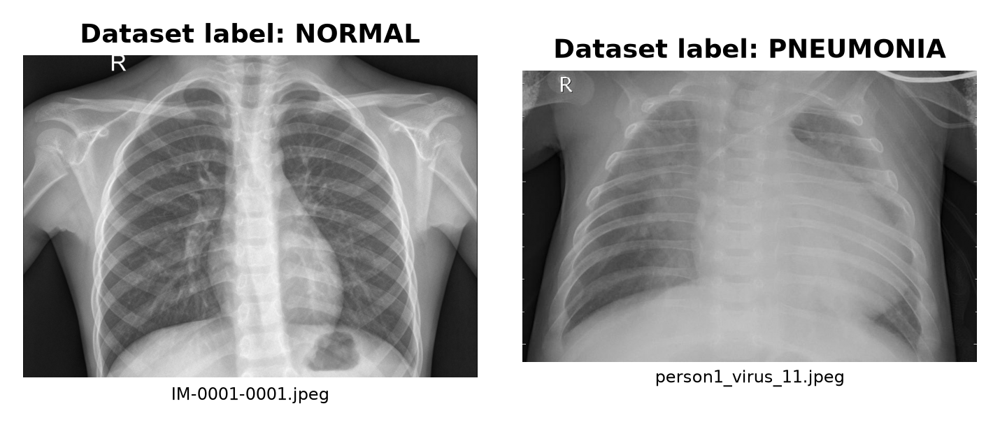 Dataset label: NORMAL
R
IM-0001-0001.jpeg
Dataset label: PNEUMONIA
R
person1_virus_11.jpeg